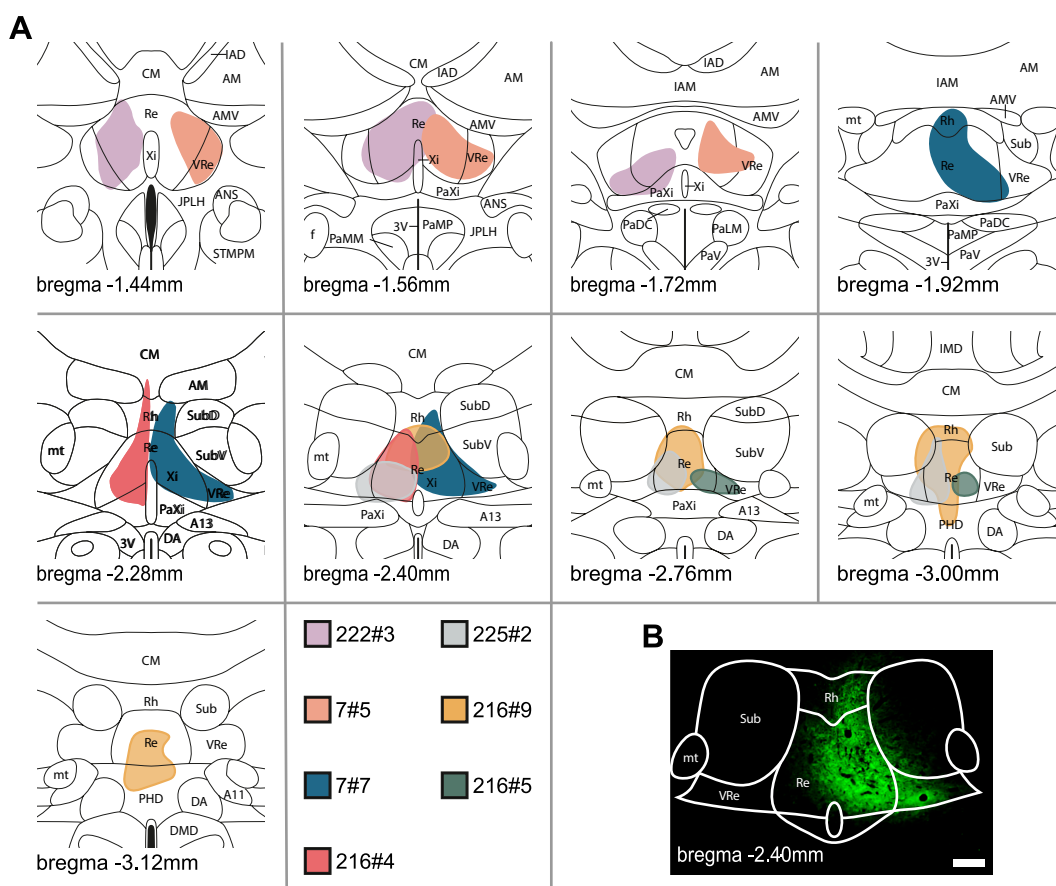 A
IAD
CM
AM
Re
AMV
Xi
VRe
JPLH
ANS
STMPM
bregma -1.44mm
CM
IAD
AM
Re
AMV
Xi
VRe
PaXi
ANS
f
3V
PaMP
JPLH
PaMM
bregma -1.56mm
IAD
AM
IAM
AMV
VRe
Xi
PaXi
PaDC
PaLM
PaV
bregma -1.72mm
AM
IAM
AMV
mt
Rh
Sub
Re
VRe
PaXi
PaDC
PaMP
3V
PaV
bregma -1.92mm
CM
AM
Rh
SubD
mt
Re
SubV
Xi
VRe
PaXi
A13
3V
DA
bregma -2.28mm
CM
Rh
SubD
mt
SubV
Re
Xi
VRe
PaXi
A13
DA
bregma -2.40mm
CM
Rh
SubD
SubV
Re
mt
VRe
PaXi
A13
DA
bregma -2.76mm
IMD
CM
Rh
Sub
Re
VRe
mt
PHD
DA
bregma -3.00mm
CM
Rh
Sub
Re
VRe
mt
PHD
DA
A11
DMD
bregma -3.12mm
222#3
225#2
7#5
216#9
7#7
216#5
216#4
B
Rh
Sub
mt
Re
VRe
bregma -2.40mm